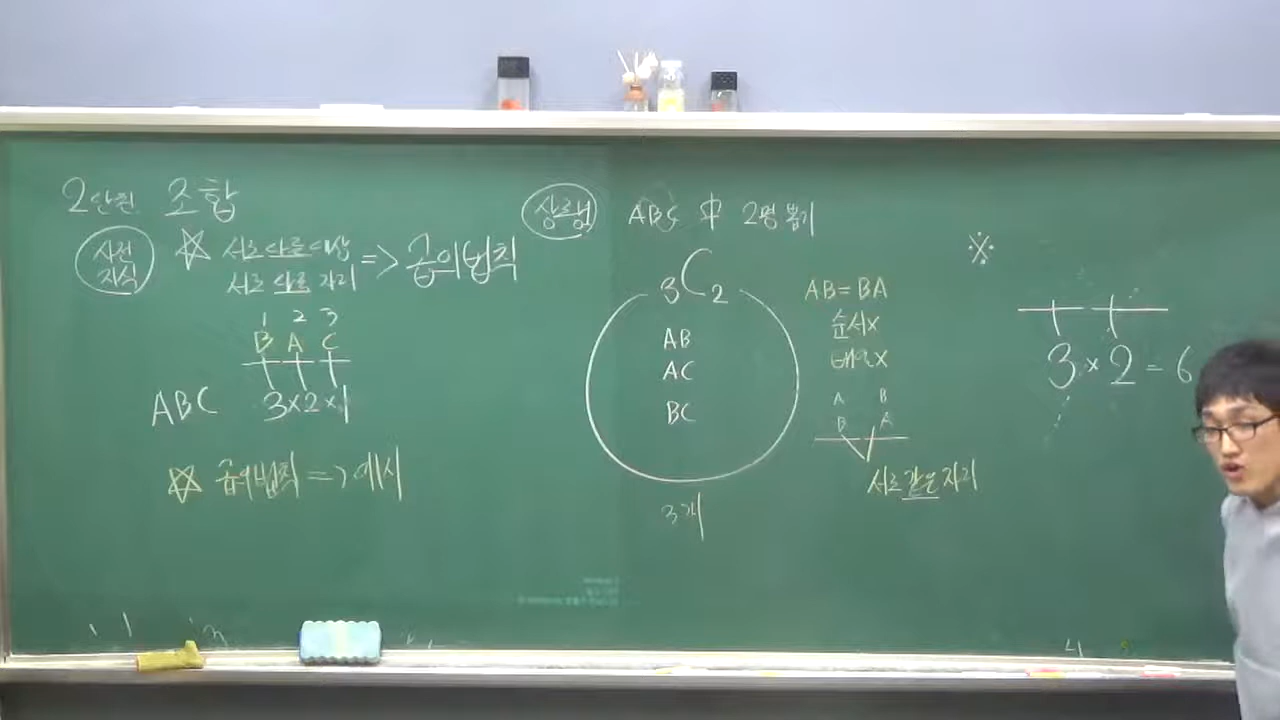 2단원 조합
사전
지식
☆ 서로 다른 대상
서로 다른 자리
=> 곱의법칙
1 2 3
B A C
ABC 3×2×1
☆ 곱의법칙 => 예시
ABC 中 2명 뽑기
₃C₂
AB
AC
BC
3개
AB=BA
순서x
배열x
A B
B A
서로 같은 자리
※
3×2=6